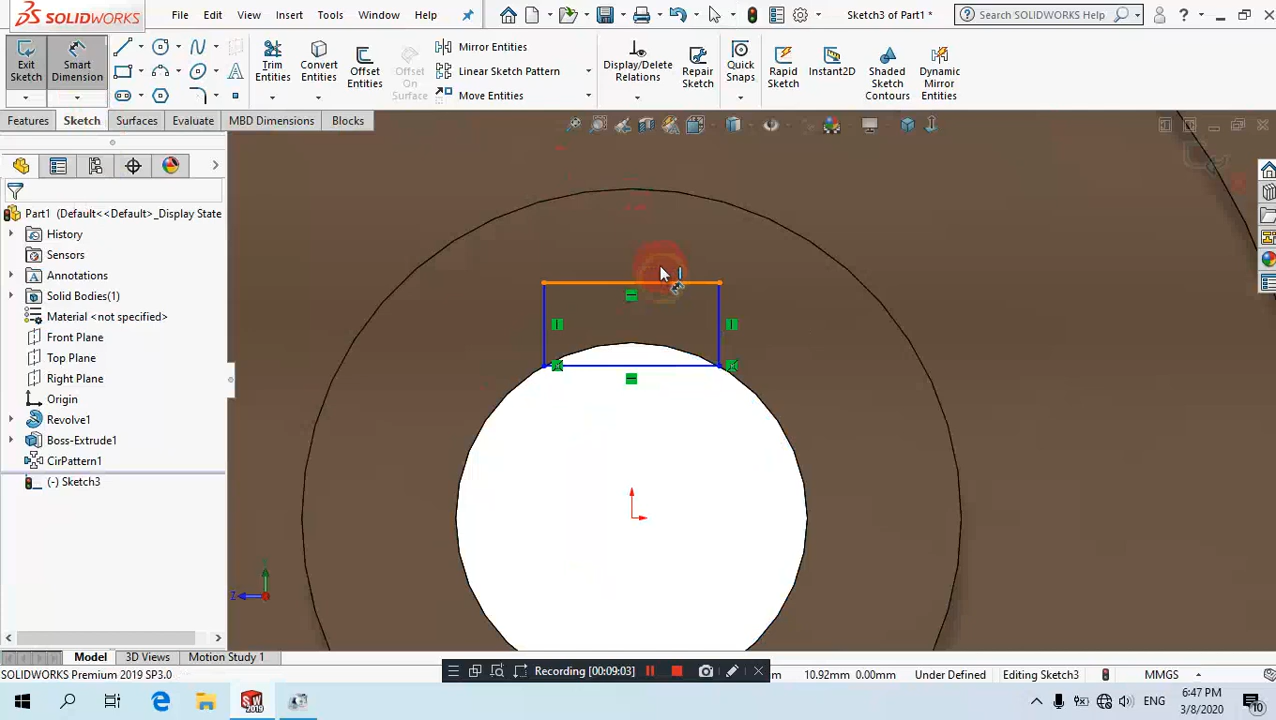 SOLIDWORKS
File Edit View Insert Tools Window Help
Sketch3 of Part1 *
Search SOLIDWORKS Help
Exit Sketch
Smart Dimension
Trim Entities
Convert Entities
Offset Entities
Offset On Surface
Mirror Entities
Linear Sketch Pattern
Move Entities
Display/Delete Relations
Repair Sketch
Quick Snaps
Rapid Sketch
Instant2D
Shaded Sketch Contours
Dynamic Mirror Entities
Features Sketch Surfaces Evaluate MBD Dimensions Blocks
Part1 (Default<<Default>_Display State
History
Sensors
Annotations
Solid Bodies(1)
Material <not specified>
Front Plane
Top Plane
Right Plane
Origin
Revolve1
Boss-Extrude1
CirPattern1
(-) Sketch3
Z
Model 3D Views Motion Study 1
Recording [00:09:03]
SOLIDWORKS Premium 2019 SP3.0
10.92mm 0.00mm Under Defined Editing Sketch3 MMGS
SW 2019
ENG
6:47 PM
3/8/2020
10